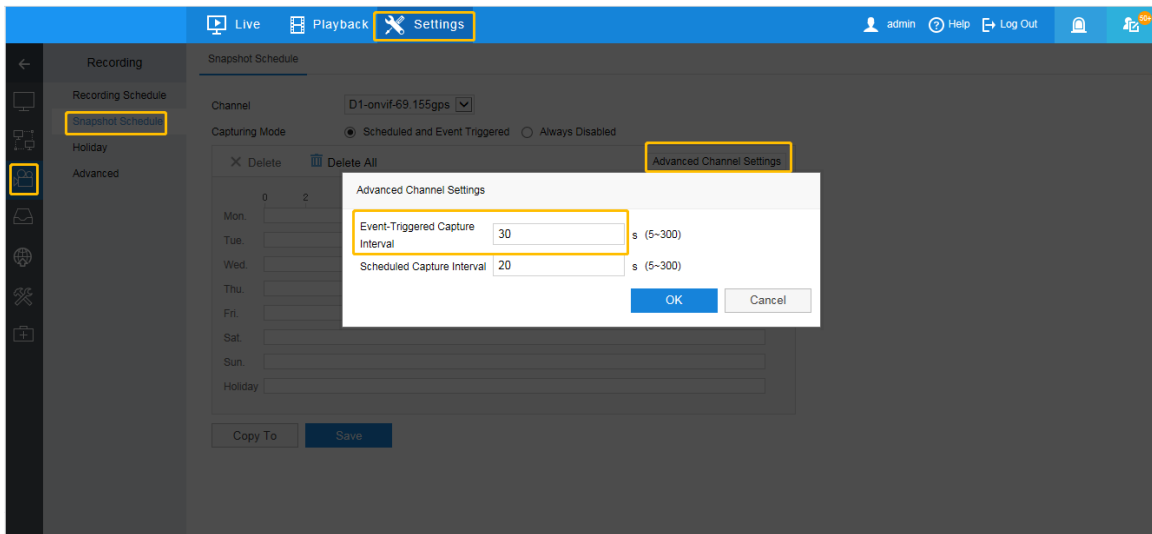 Live Playback Settings admin Help Log Out 50+
Recording Snapshot Schedule
Recording Schedule
Snapshot Schedule
Holiday
Advanced
Channel D1-onvif-69.155gps
Capturing Mode Scheduled and Event Triggered Always Disabled
Delete Delete All Advanced Channel Settings
0 2
Mon.
Tue.
Wed.
Thu.
Fri.
Sat.
Sun.
Holiday
Advanced Channel Settings
Event-Triggered Capture
Interval 30 s (5~300)
Scheduled Capture Interval 20 s (5~300)
OK Cancel
Copy To Save